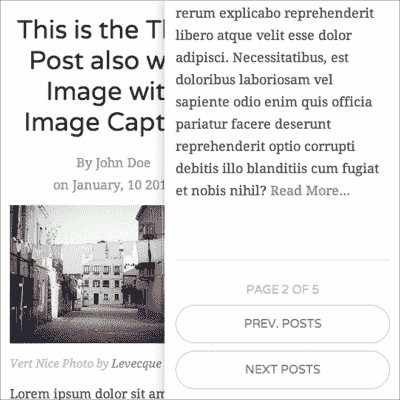 This is the Th
Post also w
Image wit
Image Capt
By John Doe
on January, 10 201
Vert Nice Photo by Levecque
Lorem ipsum dolor sit am
rerum explicabo reprehenderit
libero atque velit esse dolor
adipisci. Necessitatibus, est
doloribus laboriosam vel
sapiente odio enim quis officia
pariatur facere deserunt
reprehenderit optio corrupti
debitis illo blanditiis cum fugiat
et nobis nihil? Read More...
PAGE 2 OF 5
PREV. POSTS
NEXT POSTS